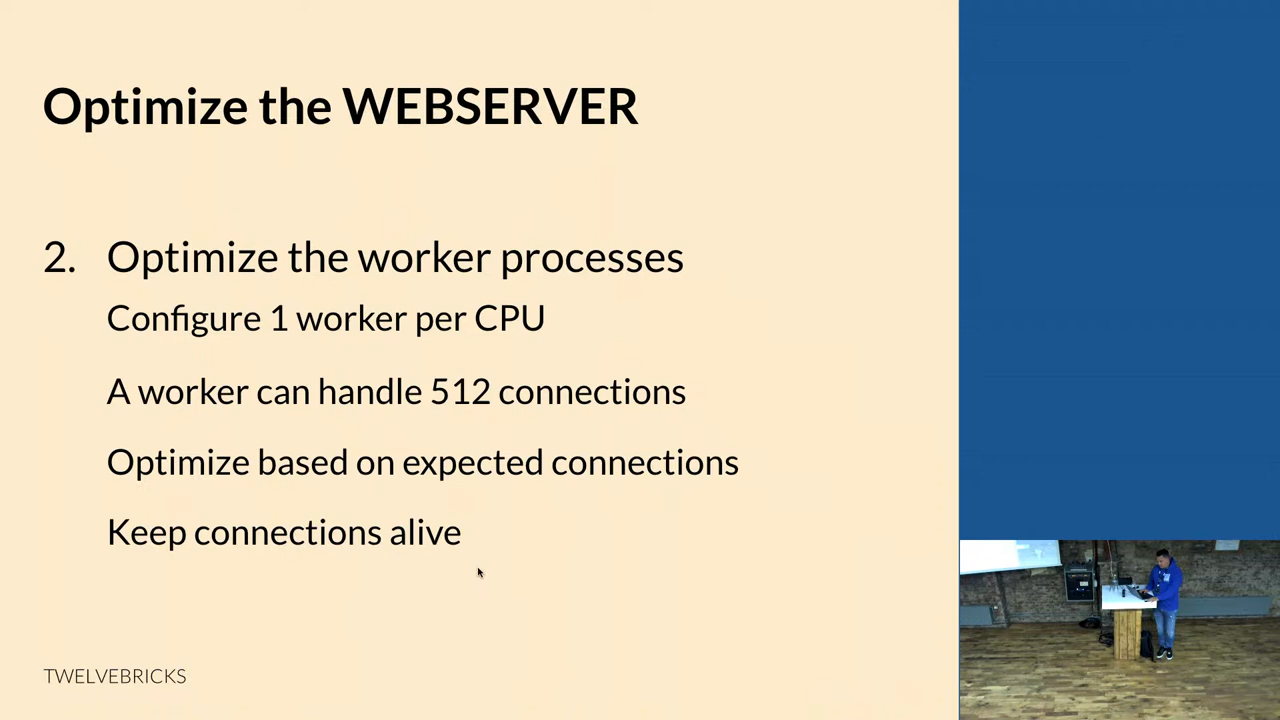 Optimize the WEBSERVER
2. Optimize the worker processes
Configure 1 worker per CPU
A worker can handle 512 connections
Optimize based on expected connections
Keep connections alive
TWELVEBRICKS